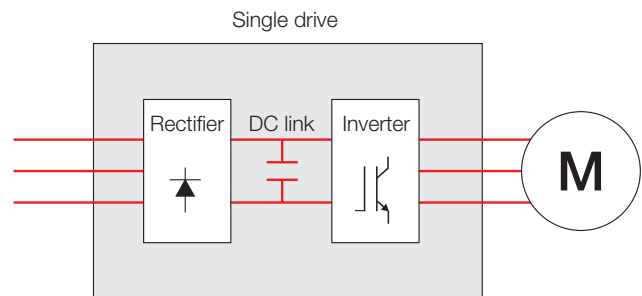 Single drive
Rectifier
DC link
Inverter
M